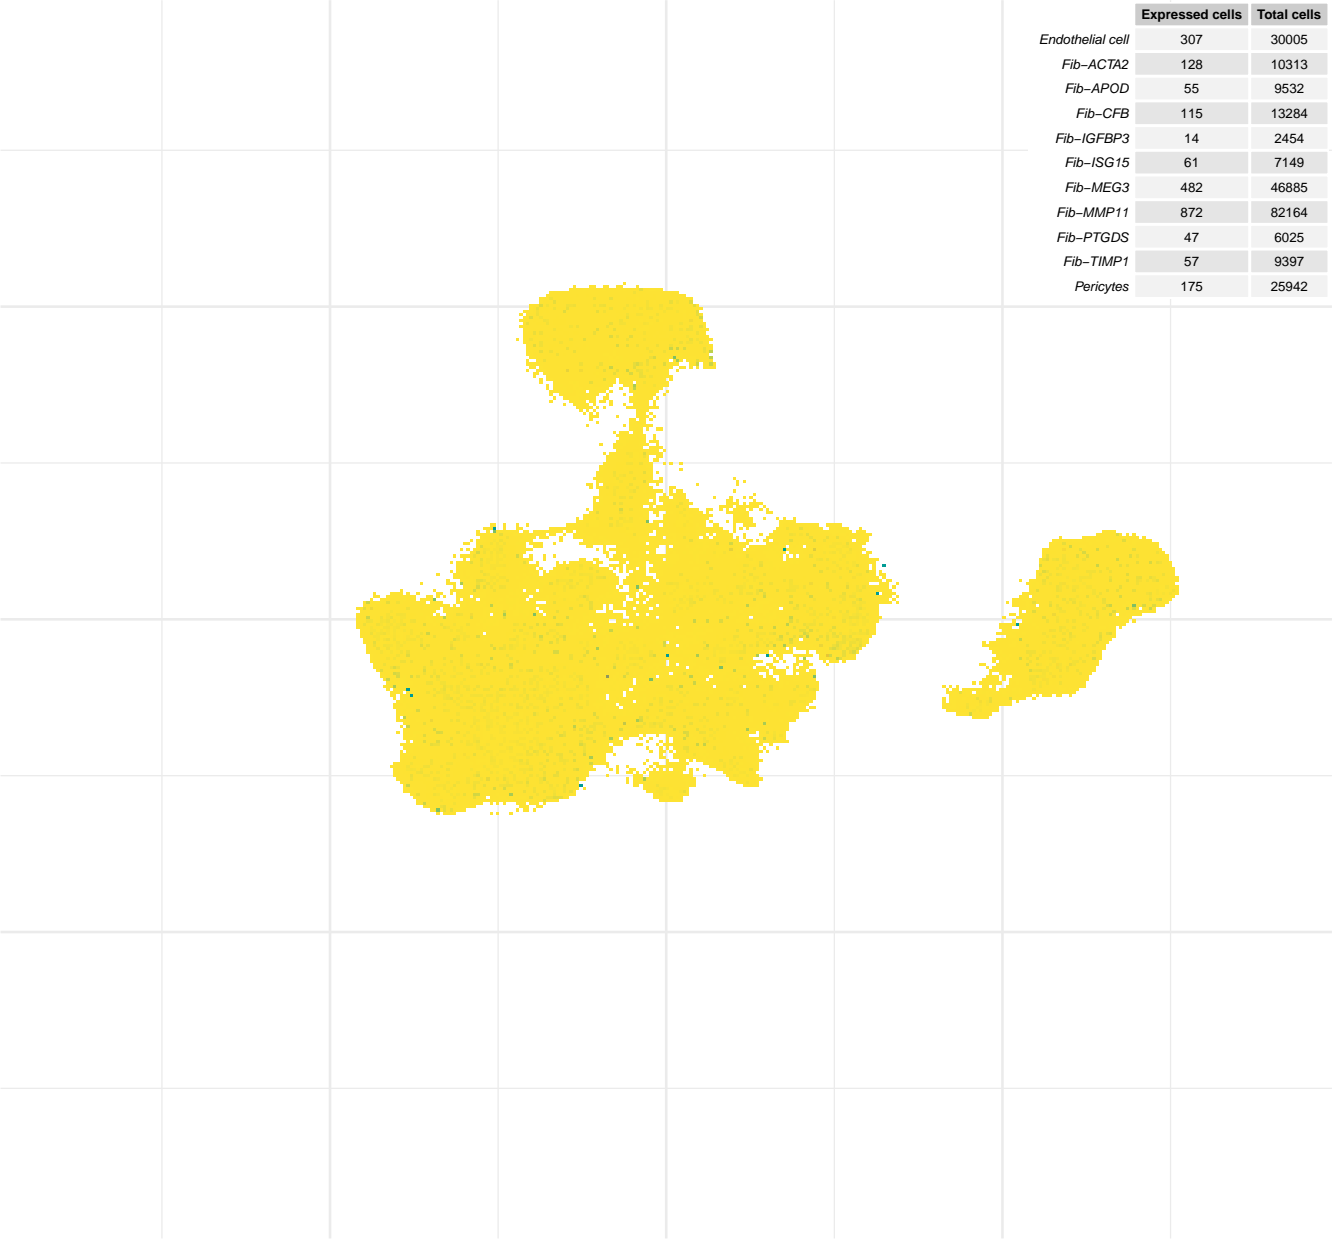 Expressed cells Total cells
Endothelial cell 307 30005
Fib−ACTA2 128 10313
Fib−APOD 55 9532
Fib−CFB 115 13284
Fib−IGFBP3 14 2454
Fib−ISG15 61 7149
Fib−MEG3 482 46885
Fib−MMP11 872 82164
Fib−PTGDS 47 6025
Fib−TIMP1 57 9397
Pericytes 175 25942